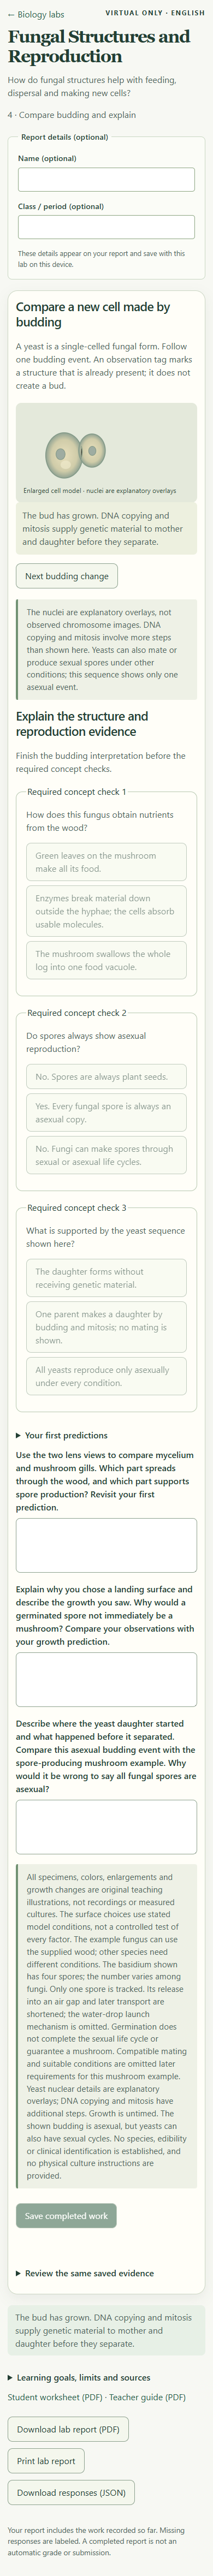 ← Biology labs
VIRTUAL ONLY · ENGLISH
Fungal Structures and
Reproduction
How do fungal structures help with feeding,
dispersal and making new cells?
4 · Compare budding and explain
Report details (optional)
Name (optional)
Class / period (optional)
These details appear on your report and save with this
lab on this device.
Compare a new cell made by
budding
A yeast is a single-celled fungal form. Follow
one budding event. An observation tag marks
a structure that is already present; it does not
create a bud.
Enlarged cell model · nuclei are explanatory overlays
The bud has grown. DNA copying and
mitosis supply genetic material to mother
and daughter before they separate.
Next budding change
The nuclei are explanatory overlays, not
observed chromosome images. DNA
copying and mitosis involve more steps
than shown here. Yeasts can also mate or
produce sexual spores under other
conditions; this sequence shows only one
asexual event.
Explain the structure and
reproduction evidence
Finish the budding interpretation before the
required concept checks.
Required concept check 1
How does this fungus obtain nutrients
from the wood?
Green leaves on the mushroom
make all its food.
Enzymes break material down
outside the hyphae; the cells absorb
usable molecules.
The mushroom swallows the whole
log into one food vacuole.
Required concept check 2
Do spores always show asexual
reproduction?
No. Spores are always plant seeds.
Yes. Every fungal spore is always an
asexual copy.
No. Fungi can make spores through
sexual or asexual life cycles.
Required concept check 3
What is supported by the yeast sequence
shown here?
The daughter forms without
receiving genetic material.
One parent makes a daughter by
budding and mitosis; no mating is
shown.
All yeasts reproduce only asexually
under every condition.
▶ Your first predictions
Use the two lens views to compare mycelium
and mushroom gills. Which part spreads
through the wood, and which part supports
spore production? Revisit your first
prediction.
Explain why you chose a landing surface and
describe the growth you saw. Why would a
germinated spore not immediately be a
mushroom? Compare your observations with
your growth prediction.
Describe where the yeast daughter started
and what happened before it separated.
Compare this asexual budding event with the
spore-producing mushroom example. Why
would it be wrong to say all fungal spores are
asexual?
All specimens, colors, enlargements and
growth changes are original teaching
illustrations, not recordings or measured
cultures. The surface choices use stated
model conditions, not a controlled test of
every factor. The example fungus can use
the supplied wood; other species need
different conditions. The basidium shown
has four spores; the number varies among
fungi. Only one spore is tracked. Its release
into an air gap and later transport are
shortened; the water-drop launch
mechanism is omitted. Germination does
not complete the sexual life cycle or
guarantee a mushroom. Compatible mating
and suitable conditions are omitted later
requirements for this mushroom example.
Yeast nuclear details are explanatory
overlays; DNA copying and mitosis have
additional steps. Growth is untimed. The
shown budding is asexual, but yeasts can
also have sexual cycles. No species, edibility
or clinical identification is established, and
no physical culture instructions are
provided.
Save completed work
▶ Review the same saved evidence
The bud has grown. DNA copying and mitosis
supply genetic material to mother and
daughter before they separate.
▶ Learning goals, limits and sources
Student worksheet (PDF) · Teacher guide (PDF)
Download lab report (PDF)
Print lab report
Download responses (JSON)
Your report includes the work recorded so far. Missing
responses are labeled. A completed report is not an
automatic grade or submission.